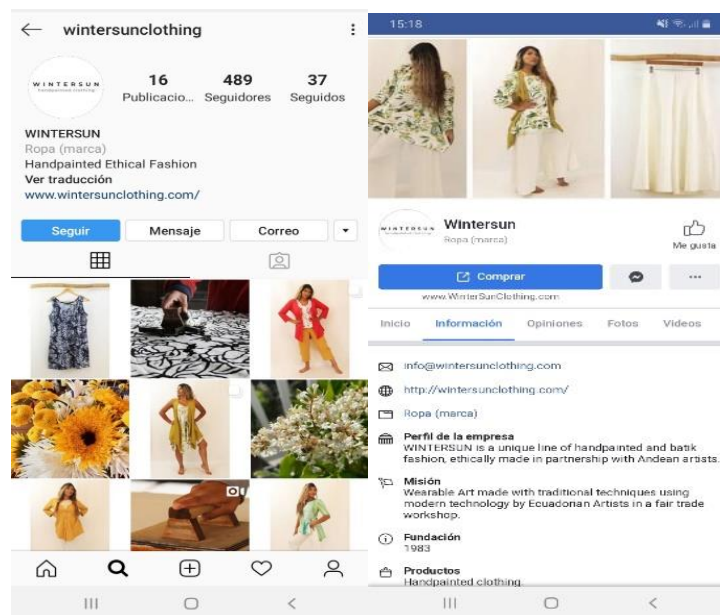 wintersunclothing
WINTERSUN
16 489 37
Publicacio... Seguidores Seguidos
WINTERSUN
Ropa (marca)
Handpainted Ethical Fashion
Ver traducción
www.wintersunclothing.com/
Seguir Mensaje Correo
15:18
WINTERSUN
Wintersun
Ropa (marca)
Me gusta
Comprar
www.WinterSunClothing.com
Inicio Información Opiniones Fotos Videos
info@wintersunclothing.com
http://wintersunclothing.com/
Ropa (marca)
Perfil de la empresa
WINTERSUN is a unique line of handpainted and batik
fashion, ethically made in partnership with Andean artists.
Misión
Wearable Art made with traditional techniques using
modern technology by Ecuadorian Artists in a fair trade
workshop.
Fundación
1983
Productos
Handpainted clothing.